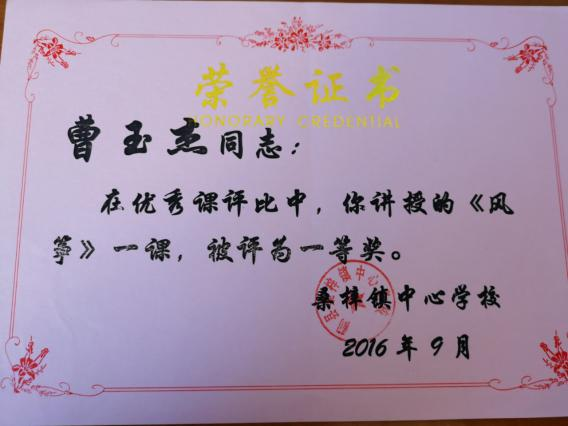 荣誉证书
HONORARY CREDENTIAL
曹玉杰同志：
在优秀课评比中，你讲授的《风
筝》一课，被评为一等奖。
桑梓镇中心学校
2016年9月